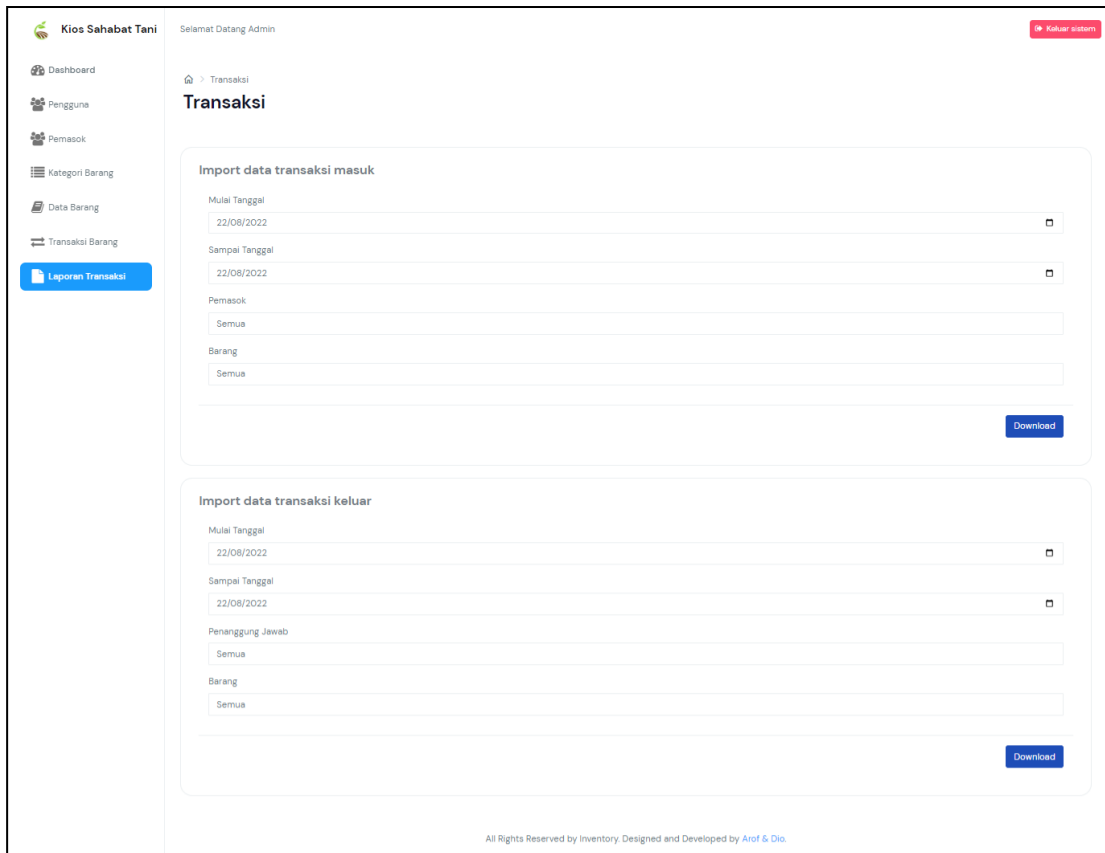 Kios Sahabat Tani
Selamat Datang Admin
Keluar sistem
Dashboard
Pengguna
Pemasok
Kategori Barang
Data Barang
Transaksi Barang
Laporan Transaksi
> Transaksi
Transaksi
Import data transaksi masuk
Mulai Tanggal
22/08/2022
Sampai Tanggal
22/08/2022
Pemasok
Semua
Barang
Semua
Download
Import data transaksi keluar
Mulai Tanggal
22/08/2022
Sampai Tanggal
22/08/2022
Penanggung Jawab
Semua
Barang
Semua
Download
All Rights Reserved by Inventory. Designed and Developed by Arof & Dio.